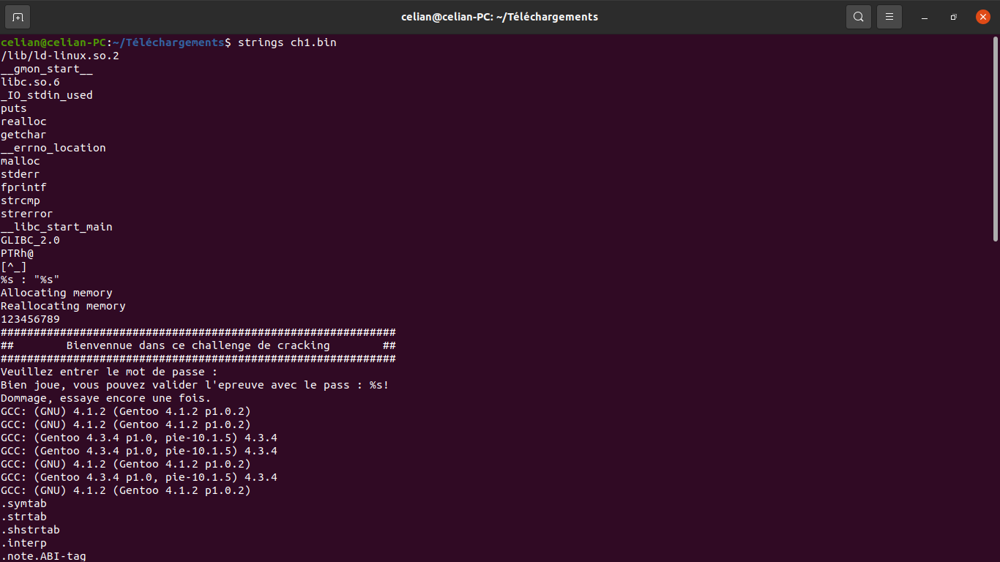 celian@celian-PC: ~/Téléchargements
celian@celian-PC:~/Téléchargements$ strings ch1.bin
/lib/ld-linux.so.2
__gmon_start__
libc.so.6
_IO_stdin_used
puts
realloc
getchar
__errno_location
malloc
stderr
fprintf
strcmp
strerror
__libc_start_main
GLIBC_2.0
PTRh@
[^_]
%s : "%s"
Allocating memory
Reallocating memory
123456789
############################################################
##        Bienvennue dans ce challenge de cracking        ##
############################################################
Veuillez entrer le mot de passe :
Bien joue, vous pouvez valider l'epreuve avec le pass : %s!
Dommage, essaye encore une fois.
GCC: (GNU) 4.1.2 (Gentoo 4.1.2 p1.0.2)
GCC: (GNU) 4.1.2 (Gentoo 4.1.2 p1.0.2)
GCC: (Gentoo 4.3.4 p1.0, pie-10.1.5) 4.3.4
GCC: (Gentoo 4.3.4 p1.0, pie-10.1.5) 4.3.4
GCC: (GNU) 4.1.2 (Gentoo 4.1.2 p1.0.2)
GCC: (Gentoo 4.3.4 p1.0, pie-10.1.5) 4.3.4
GCC: (GNU) 4.1.2 (Gentoo 4.1.2 p1.0.2)
.symtab
.strtab
.shstrtab
.interp
.note.ABI-tag